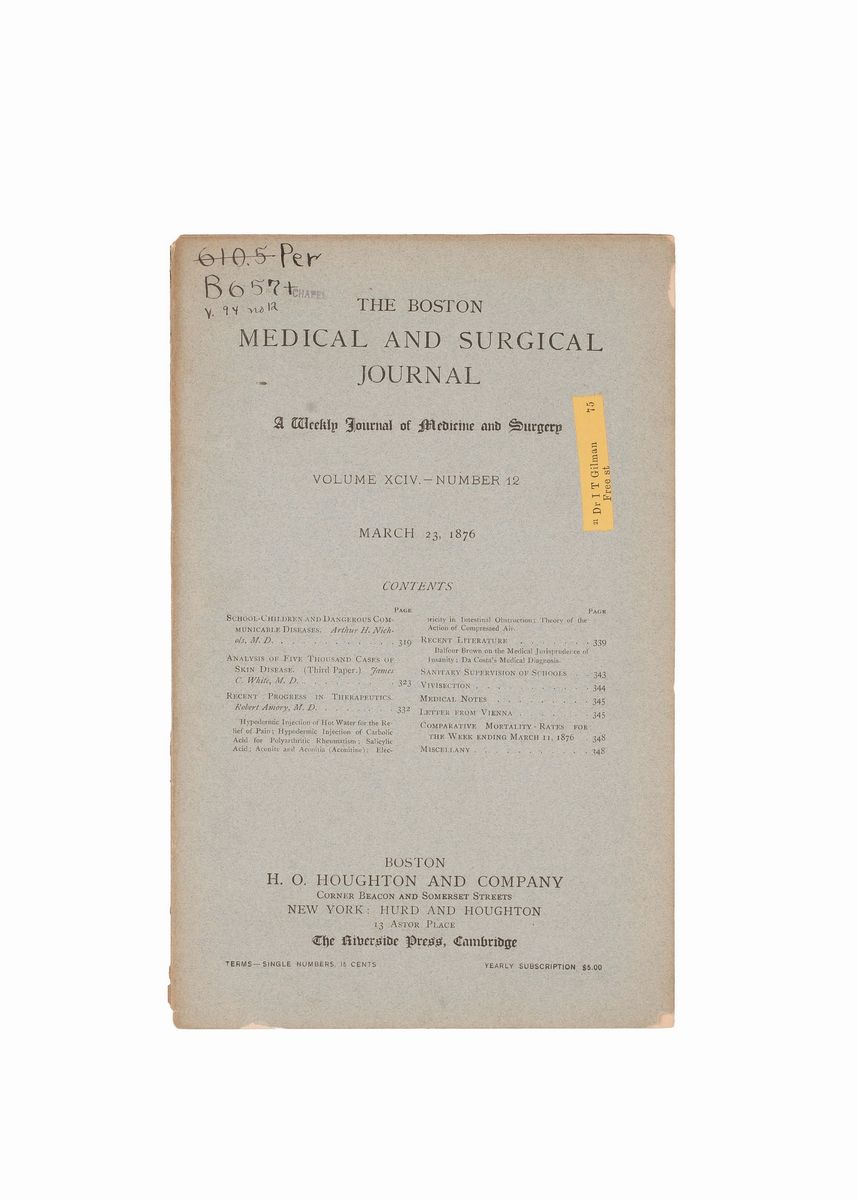 610.5 Per
B657+
CHAPEL
v. 94 no 12
THE BOSTON
MEDICAL AND SURGICAL
JOURNAL
A Weekly Journal of Medicine and Surgery
75
21 Dr I T Gilman
Free st
VOLUME XCIV.—NUMBER 12
MARCH 23, 1876
CONTENTS
PAGE
SCHOOL-CHILDREN AND DANGEROUS COM-
MUNICABLE DISEASES. Arthur H. Nich-
ols, M. D. . . . . . . . . . . . 319
ANALYSIS OF FIVE THOUSAND CASES OF
SKIN DISEASE. (Third Paper.) James
C. White, M. D. . . . . . . . . . 323
RECENT PROGRESS IN THERAPEUTICS.
Robert Amory, M. D. . . . . . . . . 332
Hypodermic Injection of Hot Water for the Re-
lief of Pain; Hypodermic Injection of Carbolic
Acid for Polyarthritic Rheumatism; Salicylic
Acid; Aconite and Aconitia (Aconitine); Elec-
PAGE
tricity in Intestinal Obstruction; Theory of the
Action of Compressed Air.
RECENT LITERATURE . . . . . . . . 339
Balfour Brown on the Medical Jurisprudence of
Insanity; Da Costa's Medical Diagnosis.
SANITARY SUPERVISION OF SCHOOLS . . 343
VIVISECTION . . . . . . . . . . . 344
MEDICAL NOTES . . . . . . . . . . 345
LETTER FROM VIENNA . . . . . . . . 345
COMPARATIVE MORTALITY-RATES FOR
THE WEEK ENDING MARCH 11, 1876 . 348
MISCELLANY . . . . . . . . . . . 348
BOSTON
H. O. HOUGHTON AND COMPANY
CORNER BEACON AND SOMERSET STREETS
NEW YORK: HURD AND HOUGHTON
13 ASTOR PLACE
The Riverside Press, Cambridge
TERMS—SINGLE NUMBERS, 15 CENTS
YEARLY SUBSCRIPTION, $5.00